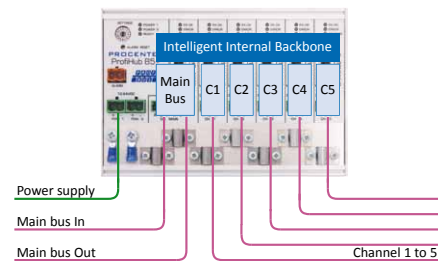 Intelligent Internal Backbone
PROCENTEC
ProfiHub B5
Main
Bus
C1
C2
C3
C4
C5
Power supply
Main bus In
Main bus Out
Channel 1 to 5